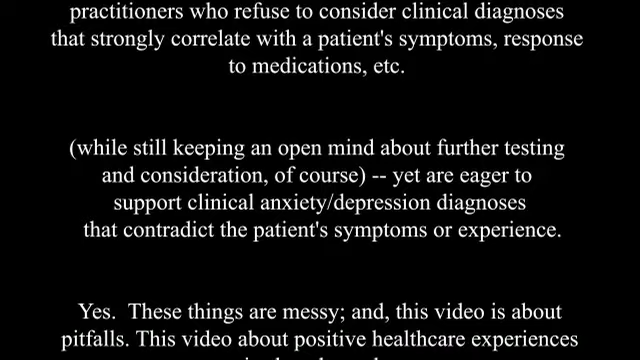 practitioners who refuse to consider clinical diagnoses
that strongly correlate with a patient's symptoms, response
to medications, etc.
(while still keeping an open mind about further testing
and consideration, of course) -- yet are eager to
support clinical anxiety/depression diagnoses
that contradict the patient's symptoms or experience.
Yes.  These things are messy; and, this video is about
pitfalls. This video about positive healthcare experiences